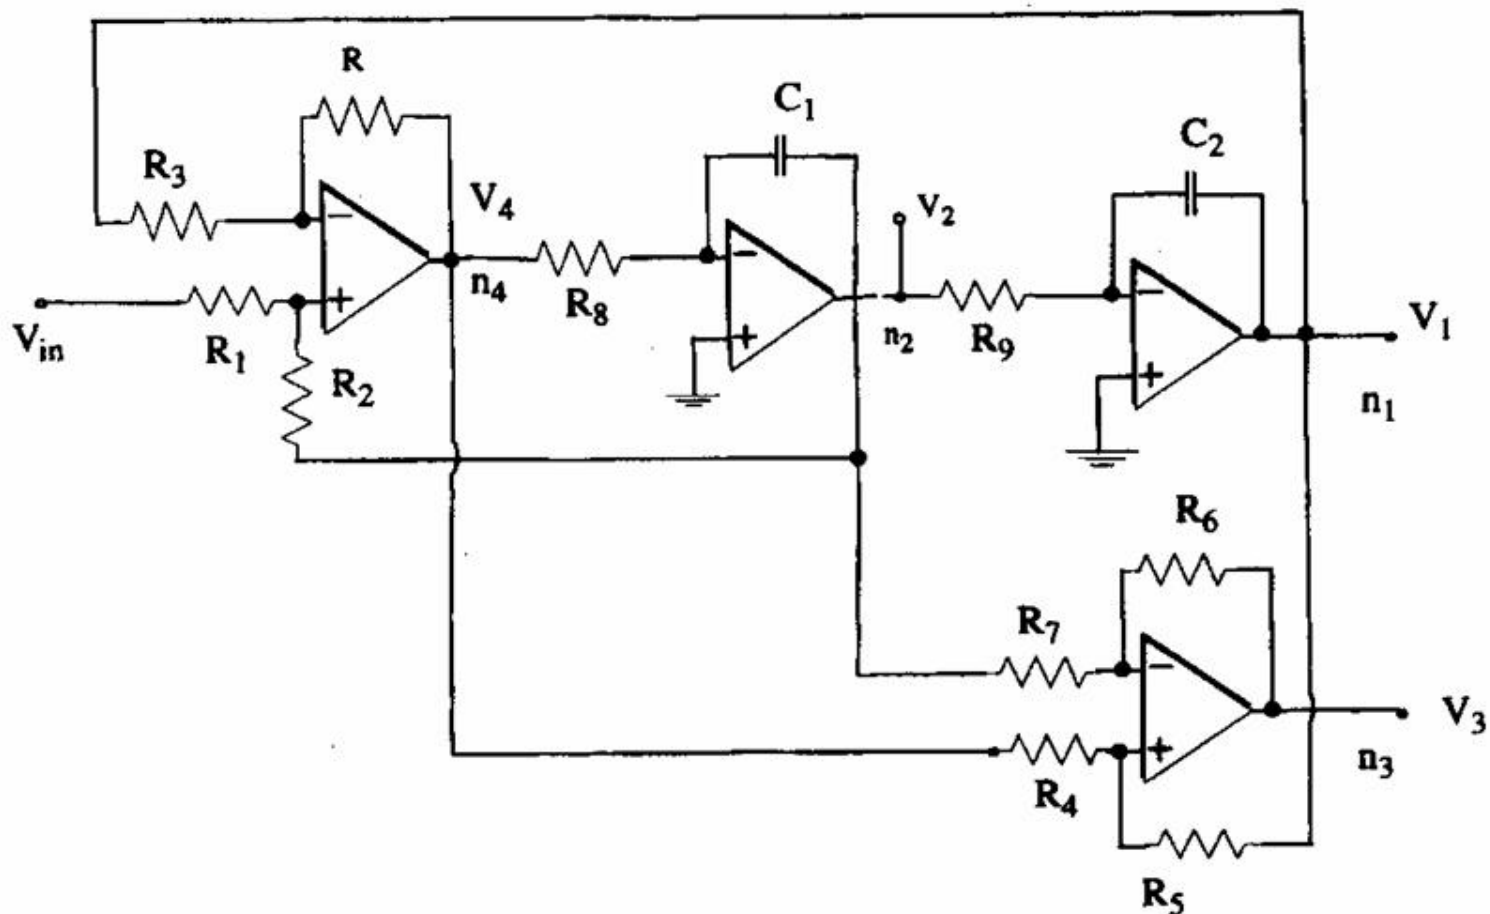 R
C₁
C₂
R₃
V₄
V₂
n₄
R₈
n₂
R₉
Vᵢₙ
R₁
R₂
V₁
n₁
R₆
R₇
V₃
n₃
R₄
R₅